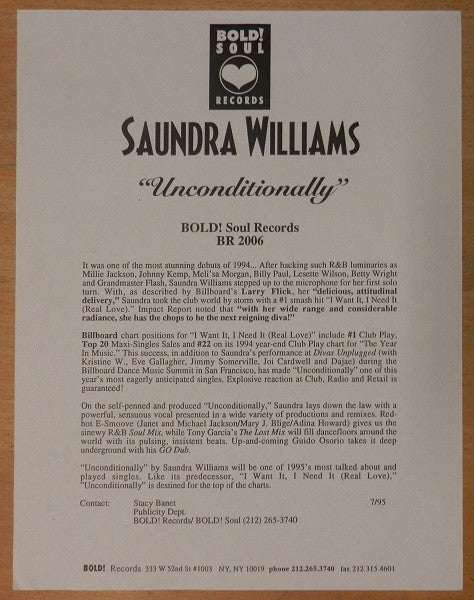 BOLD!
SOUL
RECORDS
SAUNDRA WILLIAMS
"Unconditionally"
BOLD! Soul Records
BR 2006
It was one of the most stunning debuts of 1994... After backing such R&B luminaries as
Millie Jackson, Johnny Kemp, Meli'sa Morgan, Billy Paul, Lesette Wilson, Betty Wright
and Grandmaster Flash, Saundra Williams stepped up to the microphone for her first solo
turn. With, as described by Billboard's Larry Flick, her "delicious, attitudinal
delivery," Saundra took the club world by storm with a #1 smash hit "I Want It, I Need It
(Real Love)." Impact Report noted that "with her wide range and considerable
radiance, she has the chops to be the next reigning diva!"
Billboard chart positions for "I Want It, I Need It (Real Love)" include #1 Club Play,
Top 20 Maxi-Singles Sales and #22 on its 1994 year-end Club Play chart for "The Year
In Music." This success, in addition to Saundra's performance at Divas Unplugged (with
Kristine W., Eve Gallagher, Jimmy Somerville, Joi Cardwell and Dajae) during the
Billboard Dance Music Summit in San Francisco, has made "Unconditionally" one of this
year's most eagerly anticipated singles. Explosive reaction at Club, Radio and Retail is
guaranteed!
On the self-penned and produced "Unconditionally," Saundra lays down the law with a
powerful, sensuous vocal presented in a wide variety of productions and remixes. Red-
hot E-Smoove (Janet and Michael Jackson/Mary J. Blige/Adina Howard) gives us the
sinewy R&B Soul Mix, while Tony Garcia's The Lost Mix will fill dancefloors around the
world with its pulsing, insistent beats, Up-and-coming Guido Osorio takes it deep
underground with his GO Dub.
"Unconditionally" by Saundra Williams will be one of 1995's most talked about and
played singles. Like its predecessor, "I Want It, I Need It (Real Love),"
"Unconditionally" is destined for the top of the charts.
Contact: Stacy Banet 7/95
Publicity Dept.
BOLD! Records/ BOLD! Soul (212) 265-3740
BOLD! Records 333 W 52nd St #1003 NY, NY 10019 phone 212.265.3740 fax 212.315.4601